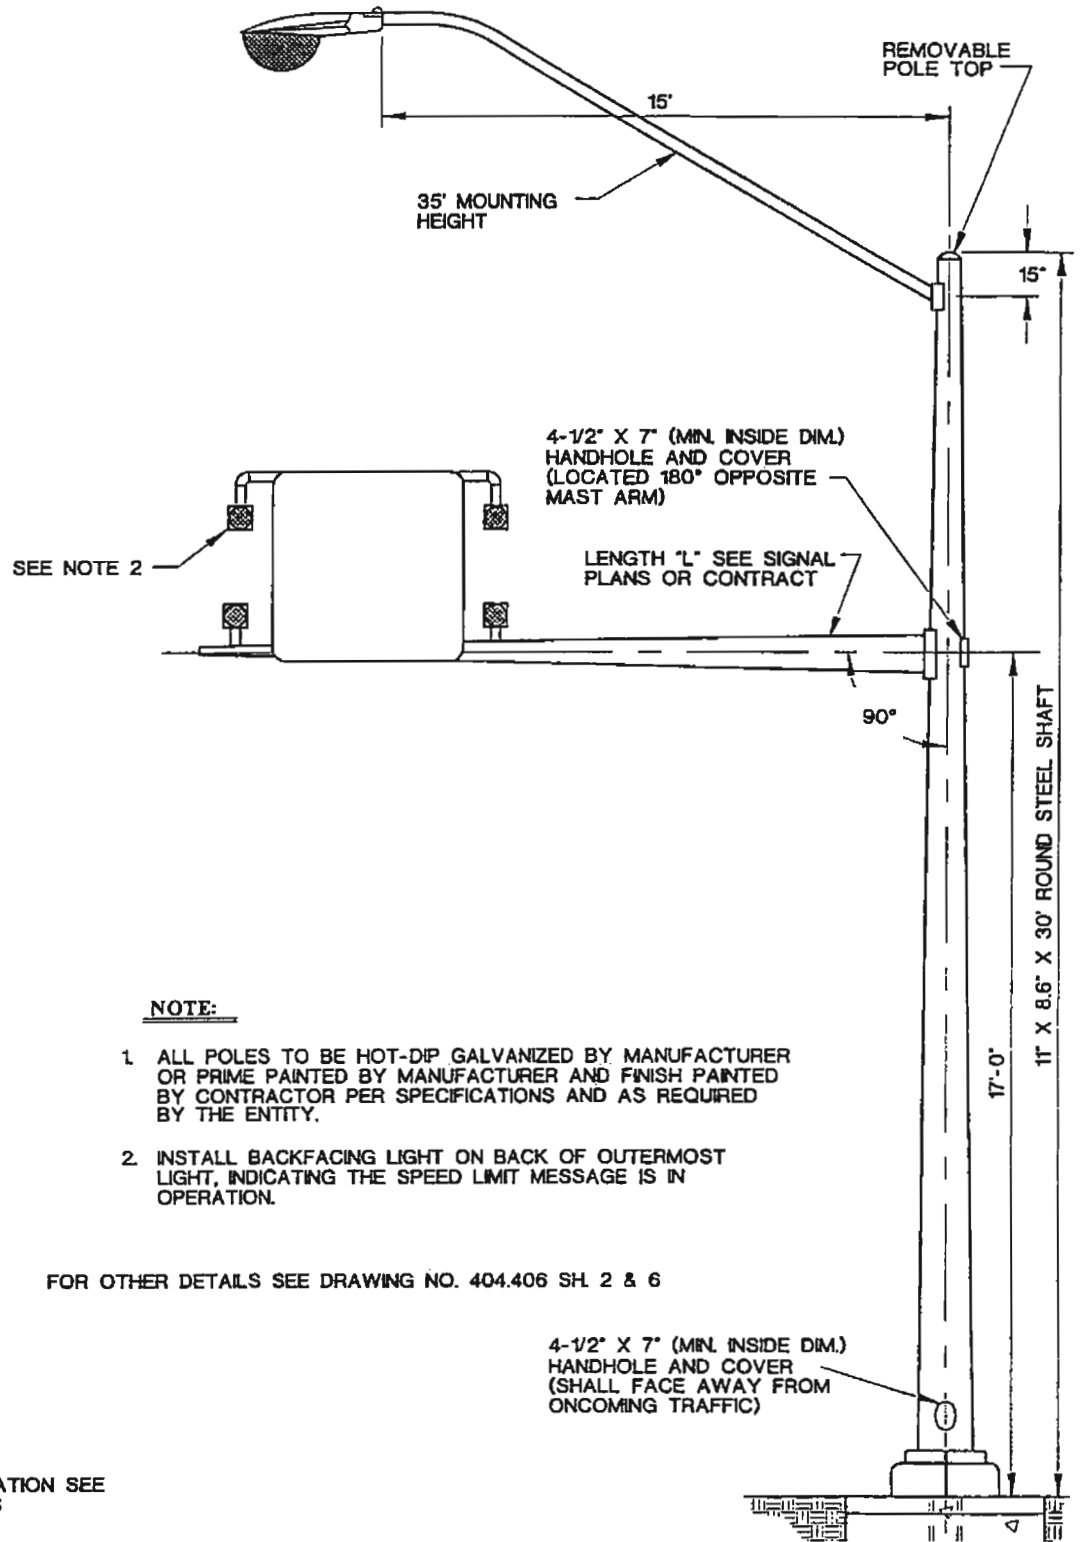 REMOVABLE
POLE TOP
15'
35' MOUNTING
HEIGHT
15"
4-1/2" X 7" (MIN. INSIDE DIM.)
HANDHOLE AND COVER
(LOCATED 180° OPPOSITE
MAST ARM)
SEE NOTE 2
LENGTH "L" SEE SIGNAL
PLANS OR CONTRACT
90°
11" X 8.6" X 30' ROUND STEEL SHAFT
17'-0"
NOTE:
1. ALL POLES TO BE HOT-DIP GALVANIZED BY MANUFACTURER
OR PRIME PAINTED BY MANUFACTURER AND FINISH PAINTED
BY CONTRACTOR PER SPECIFICATIONS AND AS REQUIRED
BY THE ENTITY.
2. INSTALL BACKFACING LIGHT ON BACK OF OUTERMOST
LIGHT, INDICATING THE SPEED LIMIT MESSAGE IS IN
OPERATION.
FOR OTHER DETAILS SEE DRAWING NO. 404.406 SH. 2 & 6
4-1/2" X 7" (MIN. INSIDE DIM.)
HANDHOLE AND COVER
(SHALL FACE AWAY FROM
ONCOMING TRAFFIC)
ATION SEE